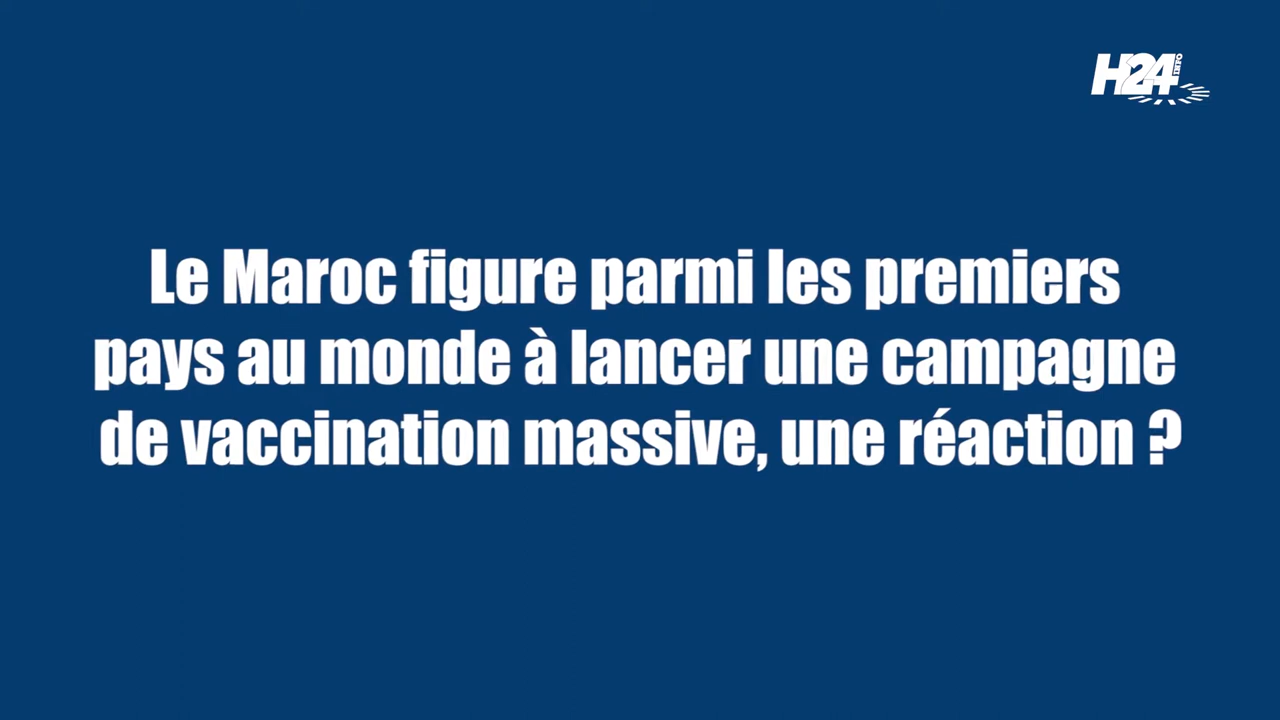 H24 INFO
Le Maroc figure parmi les premiers
pays au monde à lancer une campagne
de vaccination massive, une réaction ?